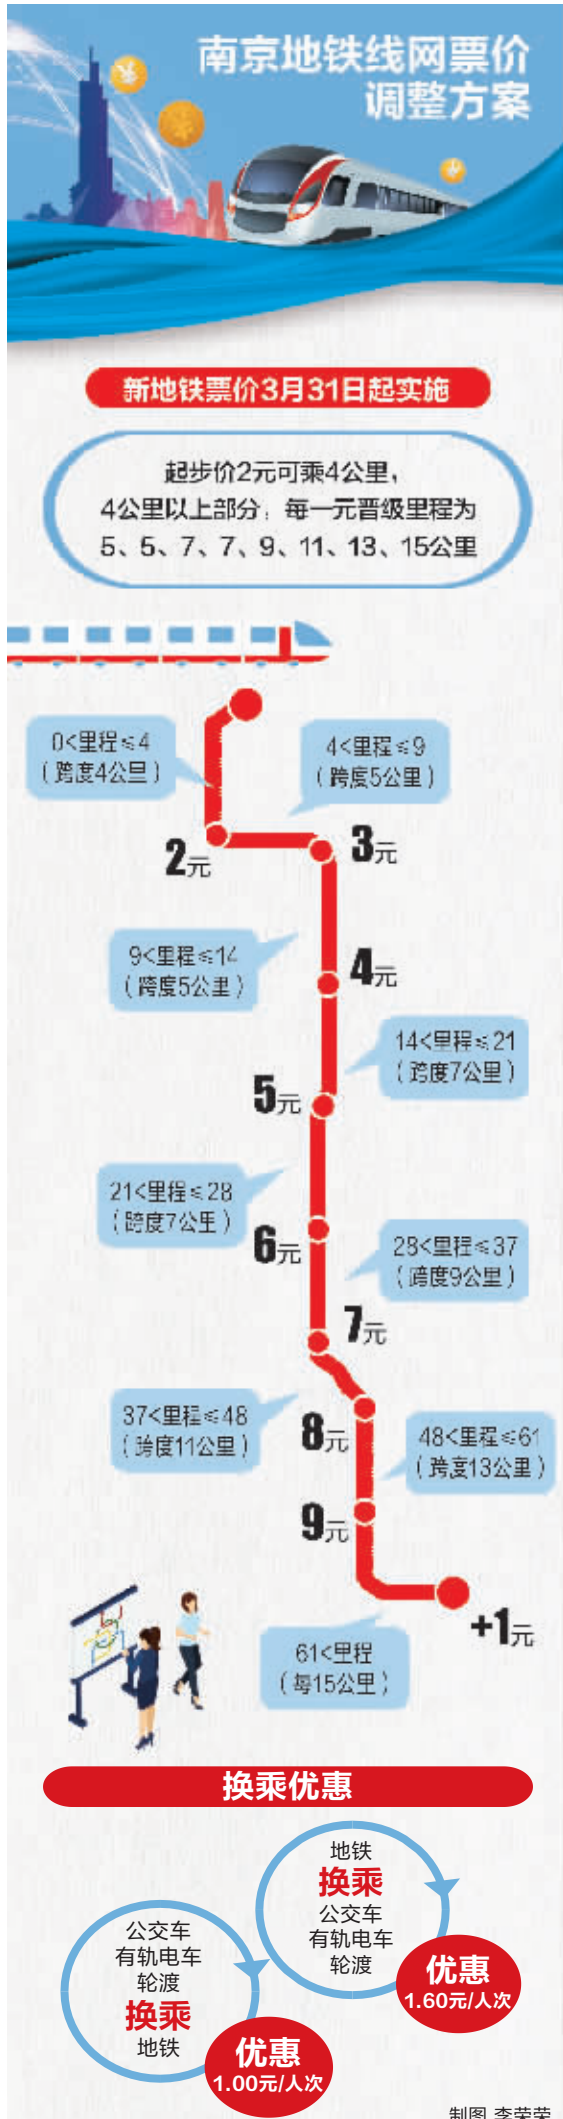 南京地铁线网票价
调整方案
新地铁票价3月31日起实施
起步价2元可乘4公里，
4公里以上部分，每一元晋级里程为
5、5、7、7、9、11、13、15公里
0<里程≤4
（跨度4公里）
2元
4<里程≤9
（跨度5公里）
3元
9<里程≤14
（跨度5公里）
4元
14<里程≤21
（跨度7公里）
5元
21<里程≤28
（跨度7公里）
6元
28<里程≤37
（跨度9公里）
7元
37<里程≤48
（跨度11公里）
8元
48<里程≤61
（跨度13公里）
9元
61<里程
（每15公里）
+1元
换乘优惠
地铁
换乘
公交车
有轨电车
轮渡
优惠
1.60元/人次
公交车
有轨电车
轮渡
换乘
地铁
优惠
1.00元/人次
制图 李荣荣